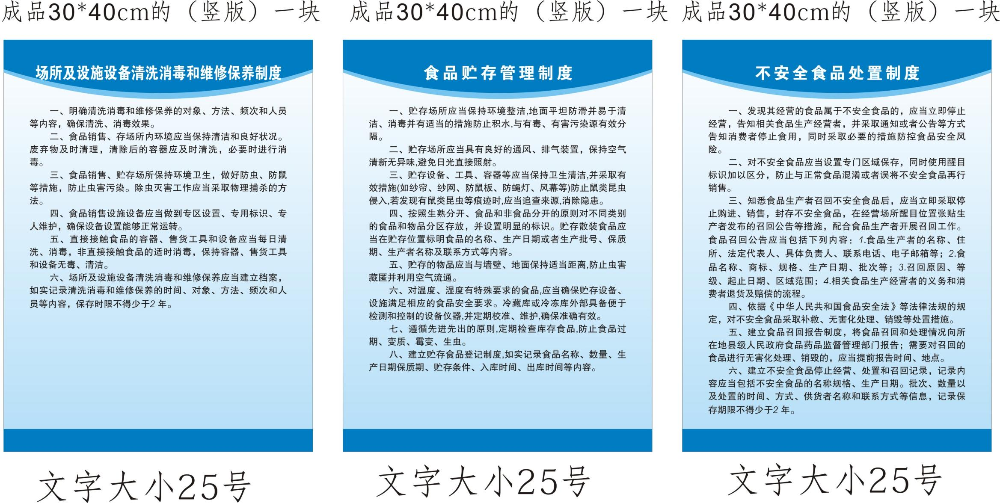 成品30*40cm的（竖版）一块
场所及设施设备清洗消毒和维修保养制度
一、明确清洗消毒和维修保养的对象、方法、频次和人员
等内容，确保清洗、消毒效果。
二、食品销售、存场所内环境应当保持清洁和良好状况。
废弃物及时清理，清除后的容器应及时清洗，必要时进行消
毒。
三、食品销售、贮存场所保持环境卫生，做好防虫、防鼠
等措施，防止虫害污染。除虫灭害工作应当采取物理捕杀的方
法。
四、食品销售设施设备应当做到专区设置、专用标识、专
人维护，确保设备设置能够正常运转。
五、直接接触食品的容器、售货工具和设备应当每日清
洗、消毒，非直接接触食品的适时消毒，保持容器、售货工具
和设备无毒、清洁。
六、场所及设施设备清洗消毒和维修保养应当建立档案，
如实记录清洗消毒和维修保养的时间、对象、方法、频次和人
员等内容，保存时限不得少于2 年。
文字大小25号
成品30*40cm的（竖版）一块
食品贮存管理制度
一、贮存场所应当保持环境整洁,地面平坦防滑并易于清
洁、消毒并有适当的措施防止积水,与有毒、有害污染源有效分
隔。
二、贮存场所应当具有良好的通风、排气装置，保持空气
清新无异味,避免日光直接照射。
三、贮存设备、工具、容器等应当保持卫生清洁,并采取有
效措施(如纱帘、纱网、防鼠板、防蝇灯、风幕等)防止鼠类昆虫
侵入,若发现有鼠类昆虫等痕迹时,应当追查来源,消除隐患。
四、按照生熟分开、食品和非食品分开的原则对不同类别
的食品和物品分区存放，并设置明显的标识。贮存散装食品应
当在贮存位置标明食品的名称、生产日期或者生产批号、保质
期、生产者名称及联系方式等内容。
五、贮存的物品应当与墙壁、地面保持适当距离,防止虫害
藏匿并利用空气流通。
六、对温度、湿度有特殊要求的食品,应当确保贮存设备、
设施满足相应的食品安全要求。冷藏库或冷冻库外部具备便于
检测和控制的设备仪器,并定期校准、维护,确保准确有效。
七、遵循先进先出的原则,定期检查库存食品,防止食品过
期、变质、霉变、生虫。
八、建立贮存食品登记制度,如实记录食品名称、数量、生
产日期保质期、贮存条件、入库时间、出库时间等内容。
文字大小25号
成品30*40cm的（竖版）一块
不安全食品处置制度
一、发现其经营的食品属于不安全食品的，应当立即停止
经营，告知相关食品生产经营者，并采取通知或者公告等方式
告知消费者停止食用，同时采取必要的措施防控食品安全风
险。
二、对不安全食品应当设置专门区域保存，同时使用醒目
标识加以区分，防止与正常食品混淆或者误将不安全食品再行
销售。
三、知悉食品生产者召回不安全食品后，应当立即采取停
止购进、销售，封存不安全食品，在经营场所醒目位置张贴生
产者发布的召回公告等措施，配合食品生产者开展召回工作。
食品召回公告应当包括下列内容：1.食品生产者的名称、住
所、法定代表人、具体负责人、联系电话、电子邮箱等；2.食
品名称、商标、规格、生产日期、批次等；3.召回原因、等
级、起止日期、区域范围；4.相关食品生产经营者的义务和消
费者退货及赔偿的流程。
四、依据《中华人民共和国食品安全法》等法律法规的规
定，对不安全食品采取补救、无害化处理、销毁等处置措施。
五、建立食品召回报告制度，将食品召回和处理情况向所
在地县级人民政府食品药品监督管理部门报告；需要对召回的
食品进行无害化处理、销毁的，应当提前报告时间、地点。
六、建立不安全食品停止经营、处置和召回记录，记录内
容应当包括不安全食品的名称规格、生产日期。批次、数量以
及处置的时间、方式、供货者名称和联系方式等信息，记录保
存期限不得少于2 年。
文字大小25号